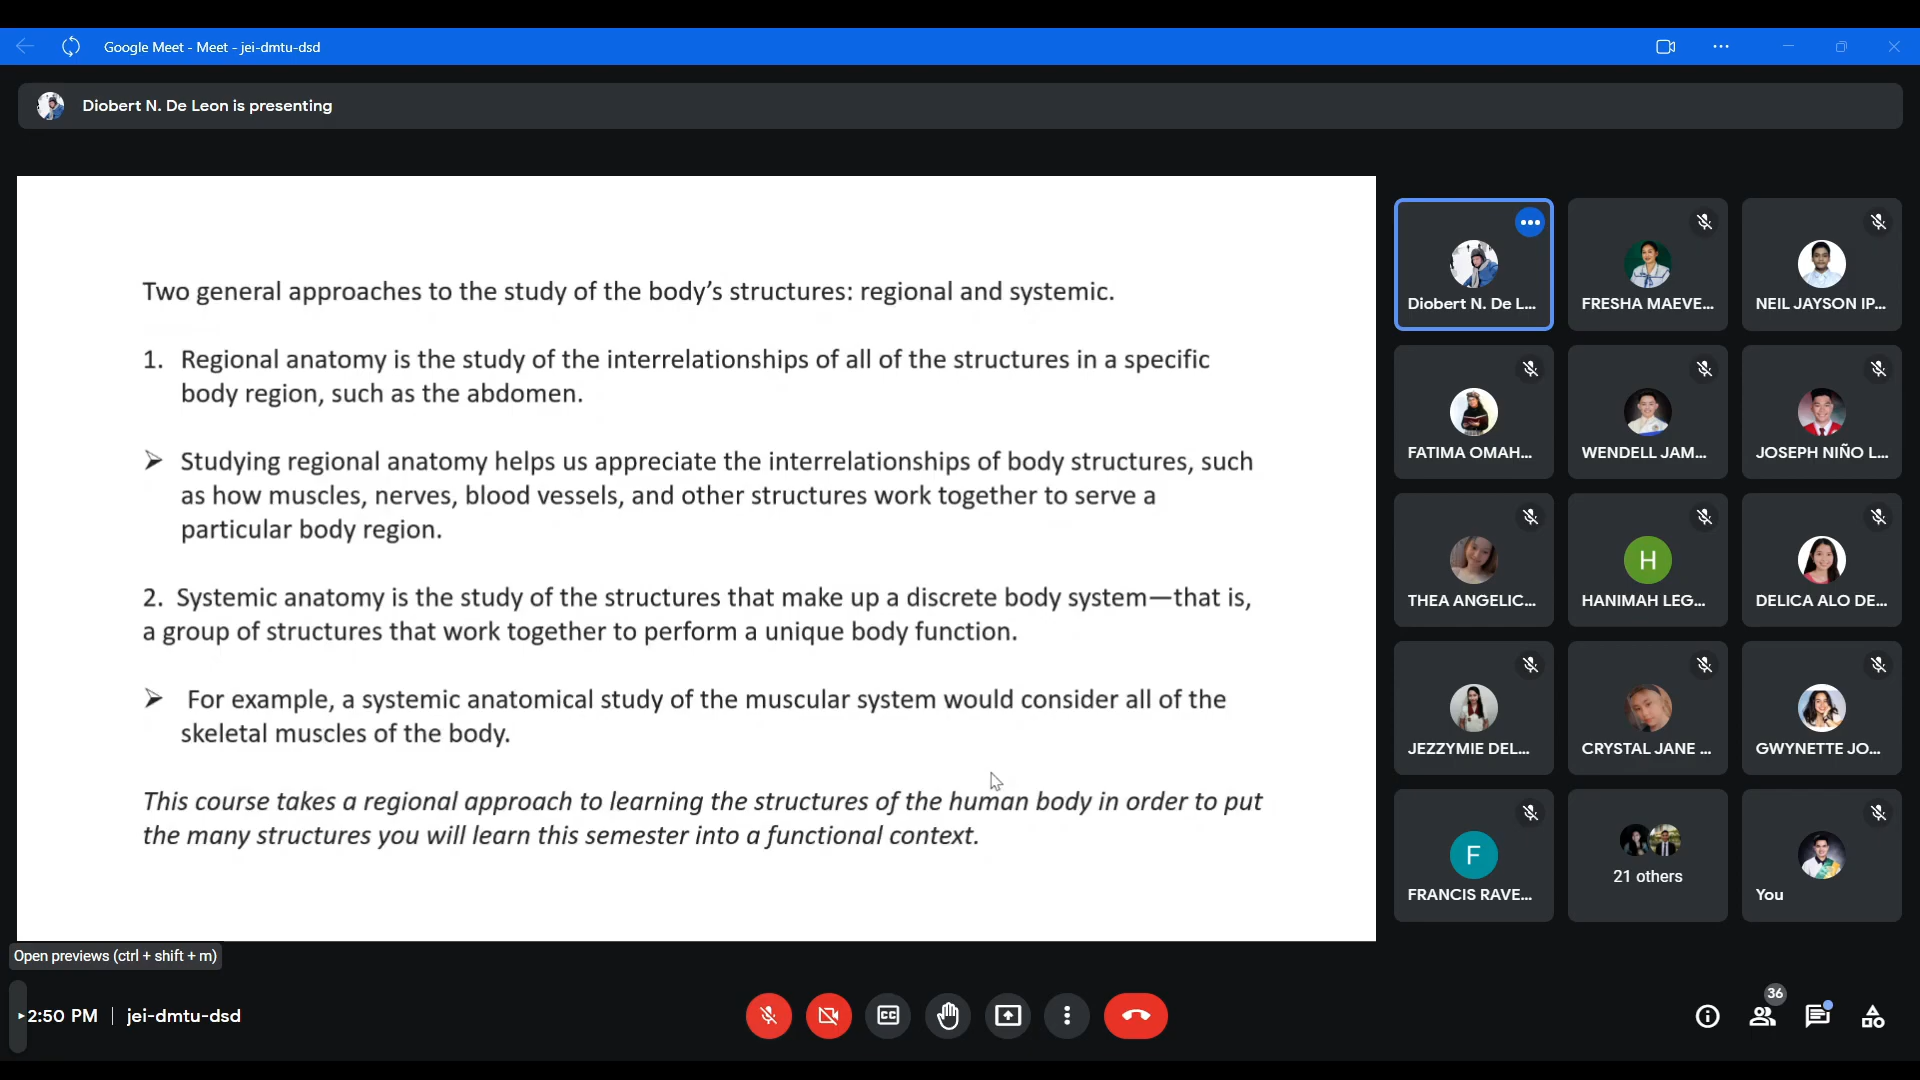 Google Meet - Meet - jei-dmtu-dsd
Diobert N. De Leon is presenting
Two general approaches to the study of the body’s structures: regional and systemic.
1. Regional anatomy is the study of the interrelationships of all of the structures in a specific
body region, such as the abdomen.
➢ Studying regional anatomy helps us appreciate the interrelationships of body structures, such
as how muscles, nerves, blood vessels, and other structures work together to serve a
particular body region.
2. Systemic anatomy is the study of the structures that make up a discrete body system—that is,
a group of structures that work together to perform a unique body function.
➢ For example, a systemic anatomical study of the muscular system would consider all of the
skeletal muscles of the body.
This course takes a regional approach to learning the structures of the human body in order to put
the many structures you will learn this semester into a functional context.
Diobert N. De L...
FRESHA MAEVE...
NEIL JAYSON IP...
FATIMA OMAH...
WENDELL JAM...
JOSEPH NIÑO L...
H
THEA ANGELIC...
HANIMAH LEG...
DELICA ALO DE...
JEZZYMIE DEL...
CRYSTAL JANE ...
GWYNETTE JO...
F
FRANCIS RAVE...
21 others
You
Open previews (ctrl + shift + m)
2:50 PM | jei-dmtu-dsd
CC
36